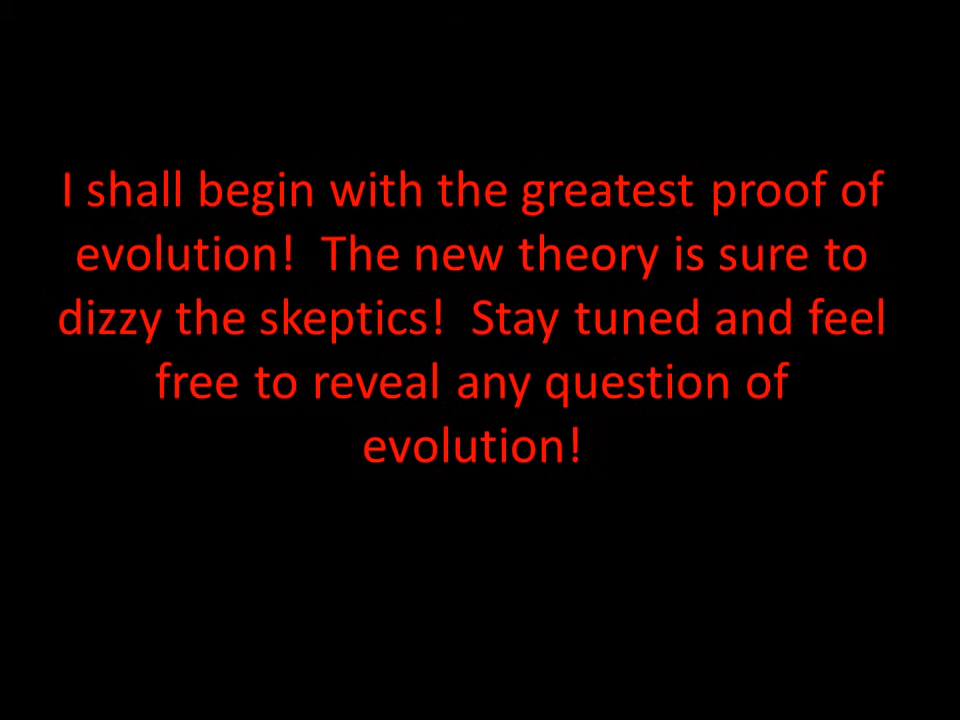 I shall begin with the greatest proof of
evolution!  The new theory is sure to
dizzy the skeptics!  Stay tuned and feel
free to reveal any question of
evolution!